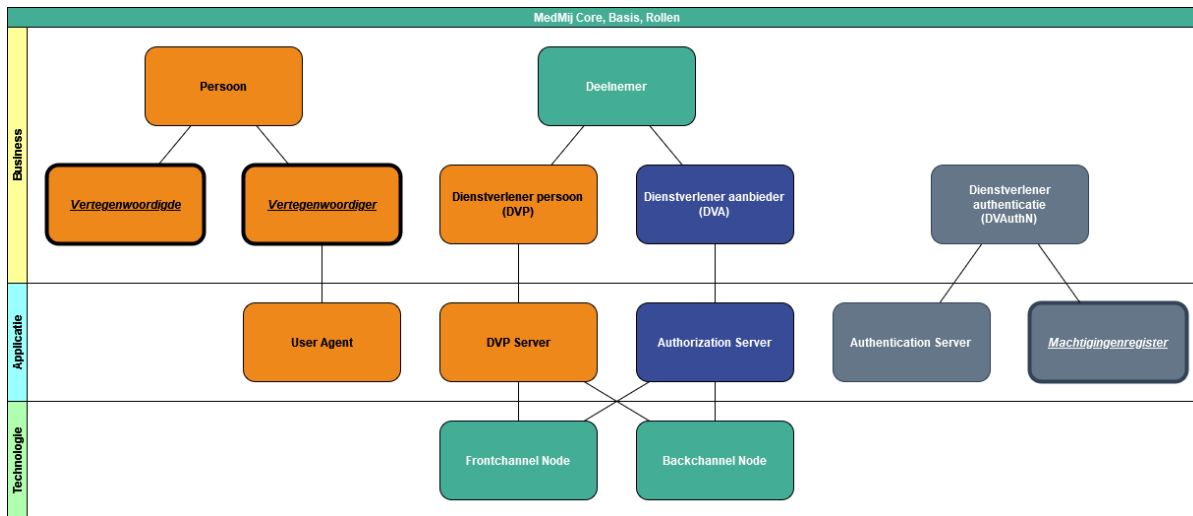 MedMij Core, Basis, Rollen
Business
Persoon
Deelnemer
Vertegenwoordigde
Vertegenwoordiger
Dienstverlener persoon
(DVP)
Dienstverlener aanbieder
(DVA)
Dienstverlener
authenticatie
(DVAuthN)
Applicatie
User Agent
DVP Server
Authorization Server
Authentication Server
Machtigingenregister
Technologie
Frontchannel Node
Backchannel Node